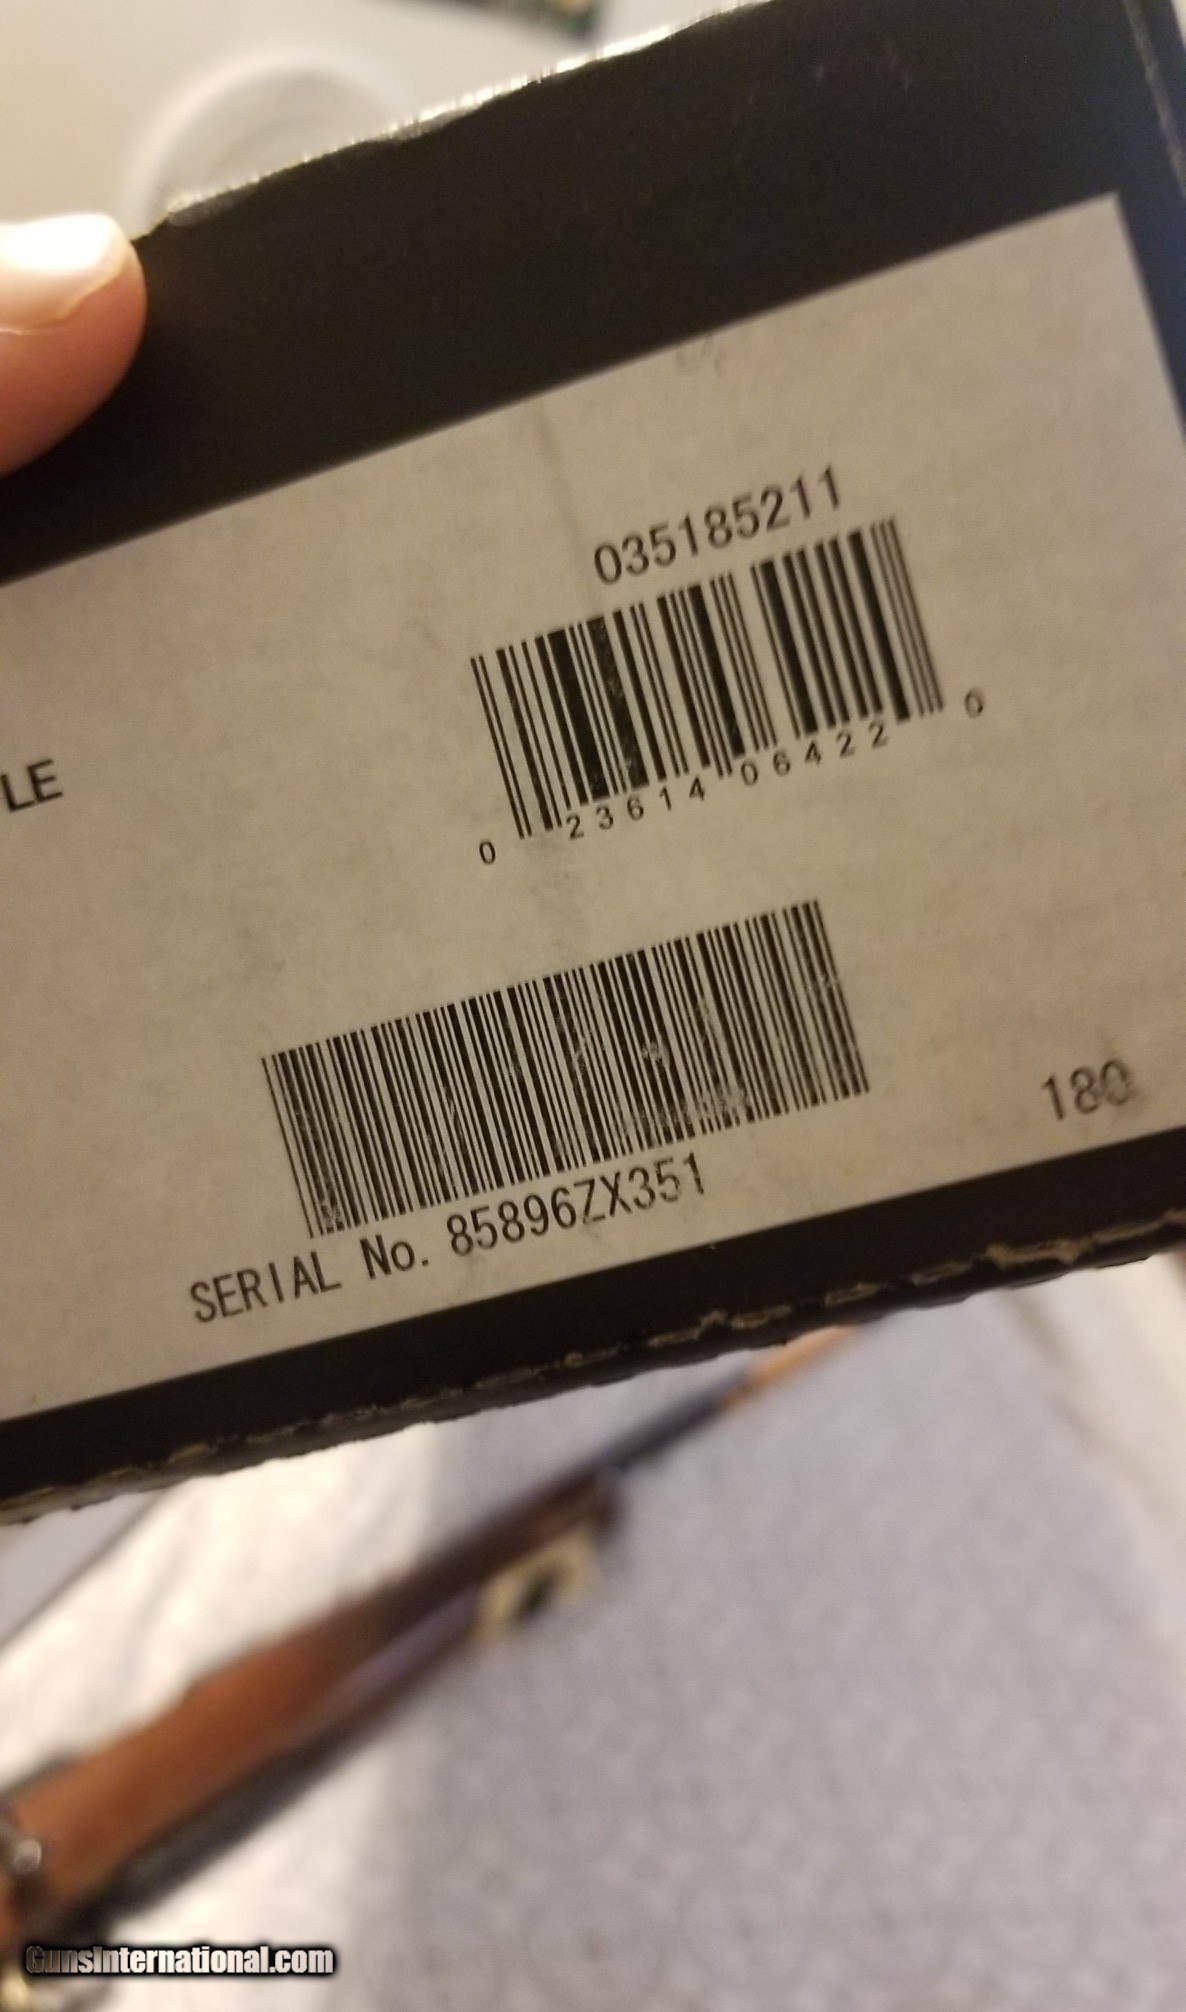 035185211
LE
0 23614 06422 0
180
SERIAL No. 85896ZX351
GunsInternational.com